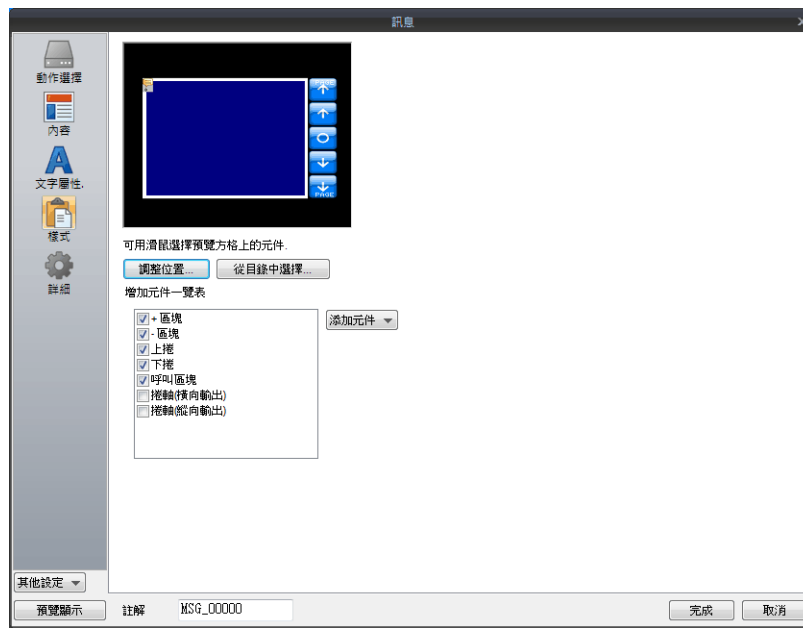 訊息
動作選擇
內容
文字屬性.
樣式
詳細
PAGE
可用滑鼠選擇預覽方格上的元件.
調整位置...
從目錄中選擇...
增加元件一覽表
+ 區塊
- 區塊
上捲
下捲
呼叫區塊
捲軸(橫向輸出)
捲軸(縱向輸出)
添加元件
其他設定
預覽顯示
註解
MSG_00000
完成
取消